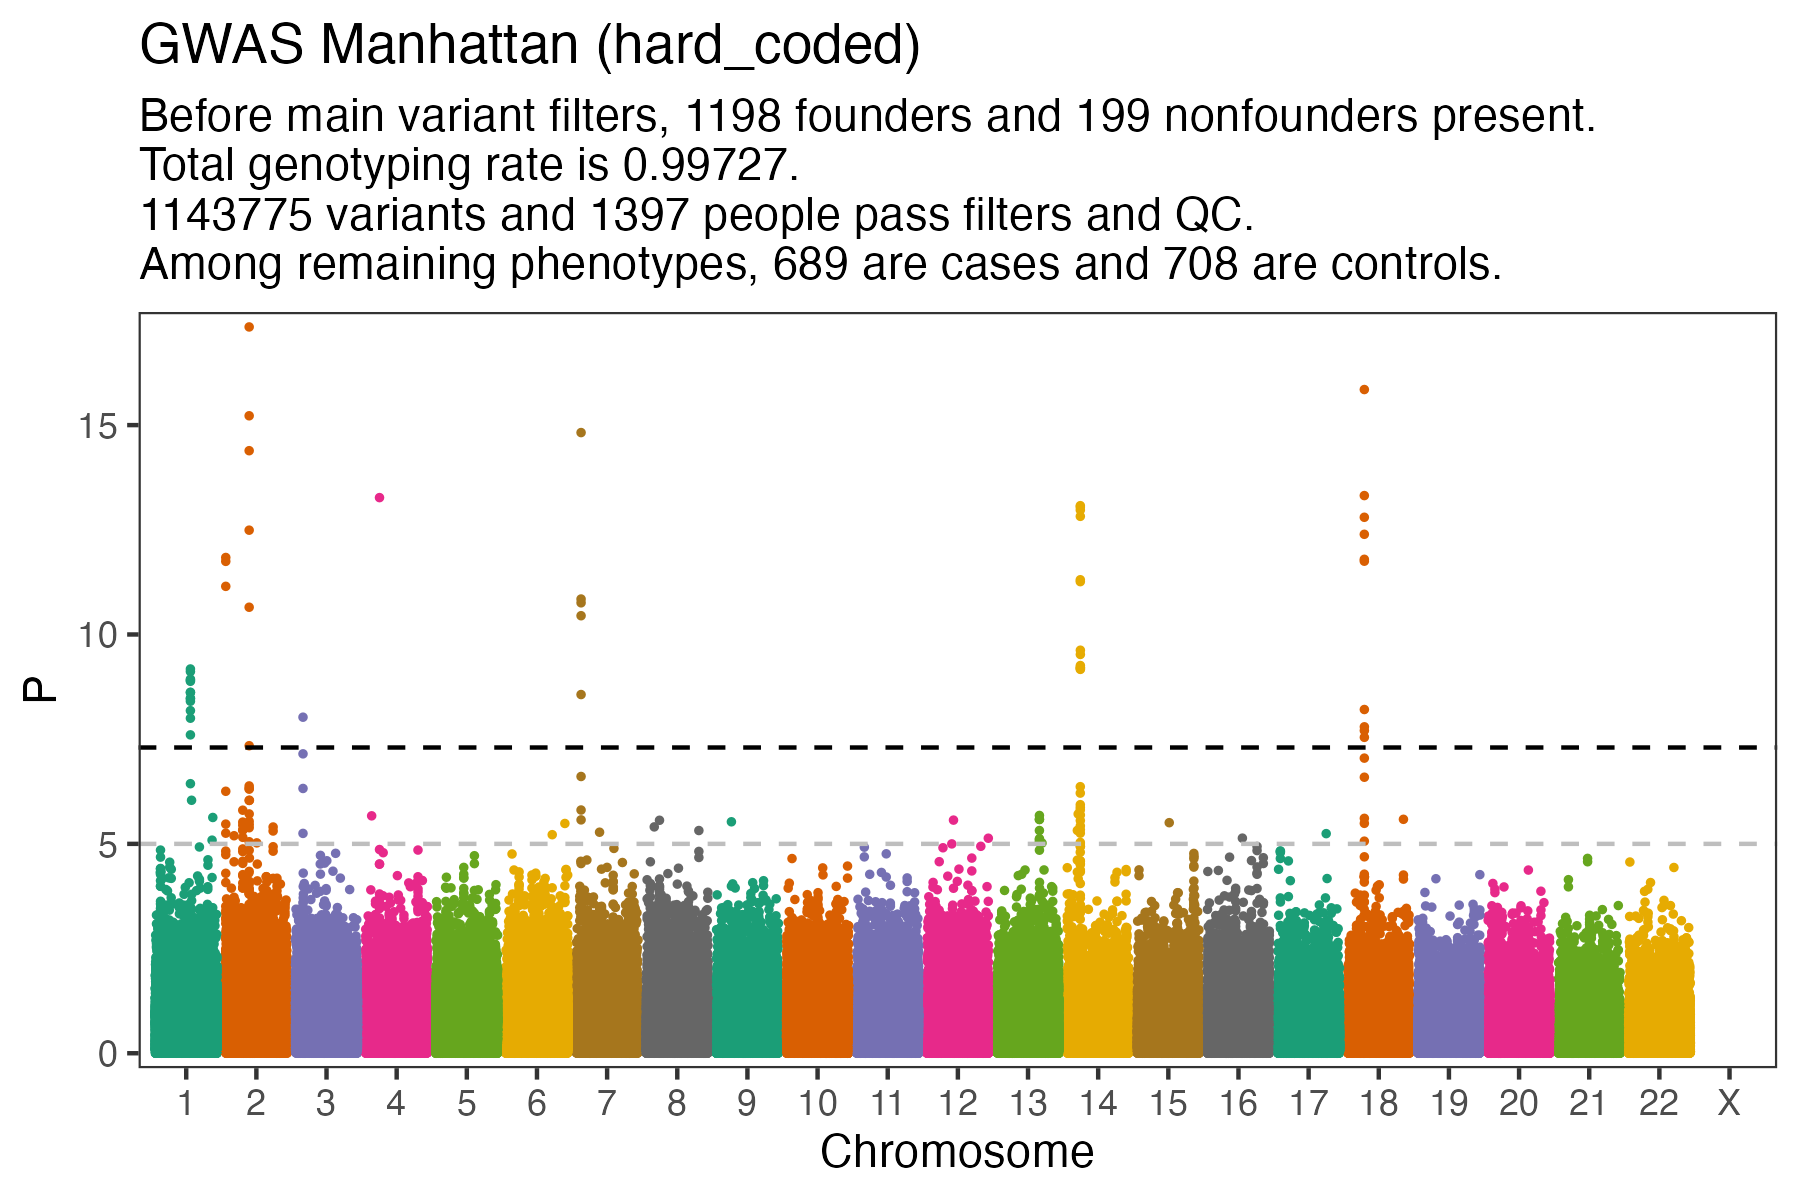 GWAS Manhattan (hard_coded)
Before main variant filters, 1198 founders and 199 nonfounders present.
Total genotyping rate is 0.99727.
1143775 variants and 1397 people pass filters and QC.
Among remaining phenotypes, 689 are cases and 708 are controls.
15
10
5
0
P
1 2 3 4 5 6 7 8 9 10 11 12 13 14 15 16 17 18 19 20 21 22 X
Chromosome